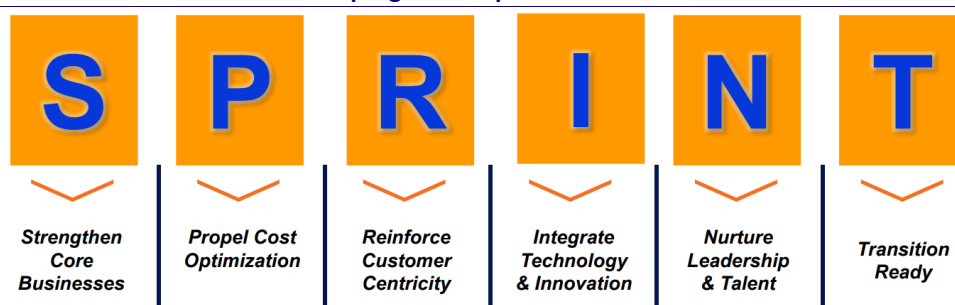 S P R I N T
Strengthen
Core
Businesses
Propel Cost
Optimization
Reinforce
Customer
Centricity
Integrate
Technology
& Innovation
Nurture
Leadership
& Talent
Transition
Ready